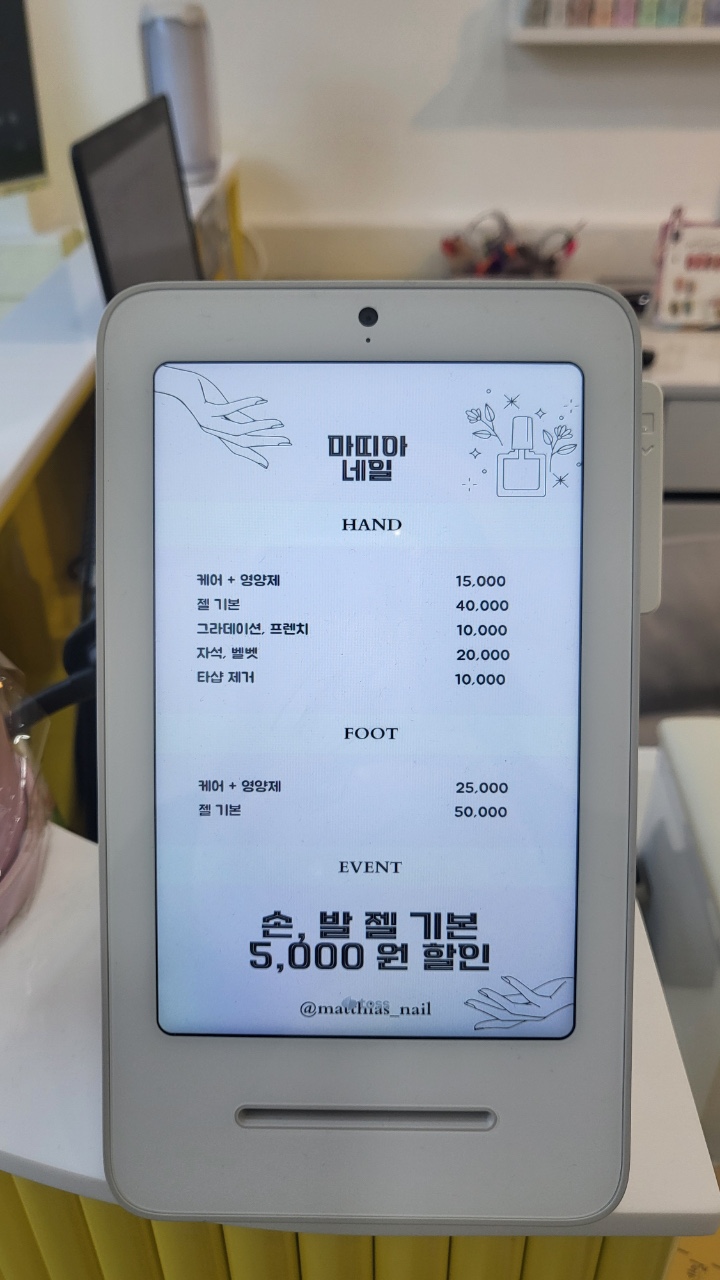 마띠아
네일
HAND
케어 + 영양제 15,000
젤 기본 40,000
그라데이션, 프렌치 10,000
자석, 벨벳 20,000
타샵 제거 10,000
FOOT
케어 + 영양제 25,000
젤 기본 50,000
EVENT
손, 발 젤 기본
5,000 원 할인
toss
@matthias_nail